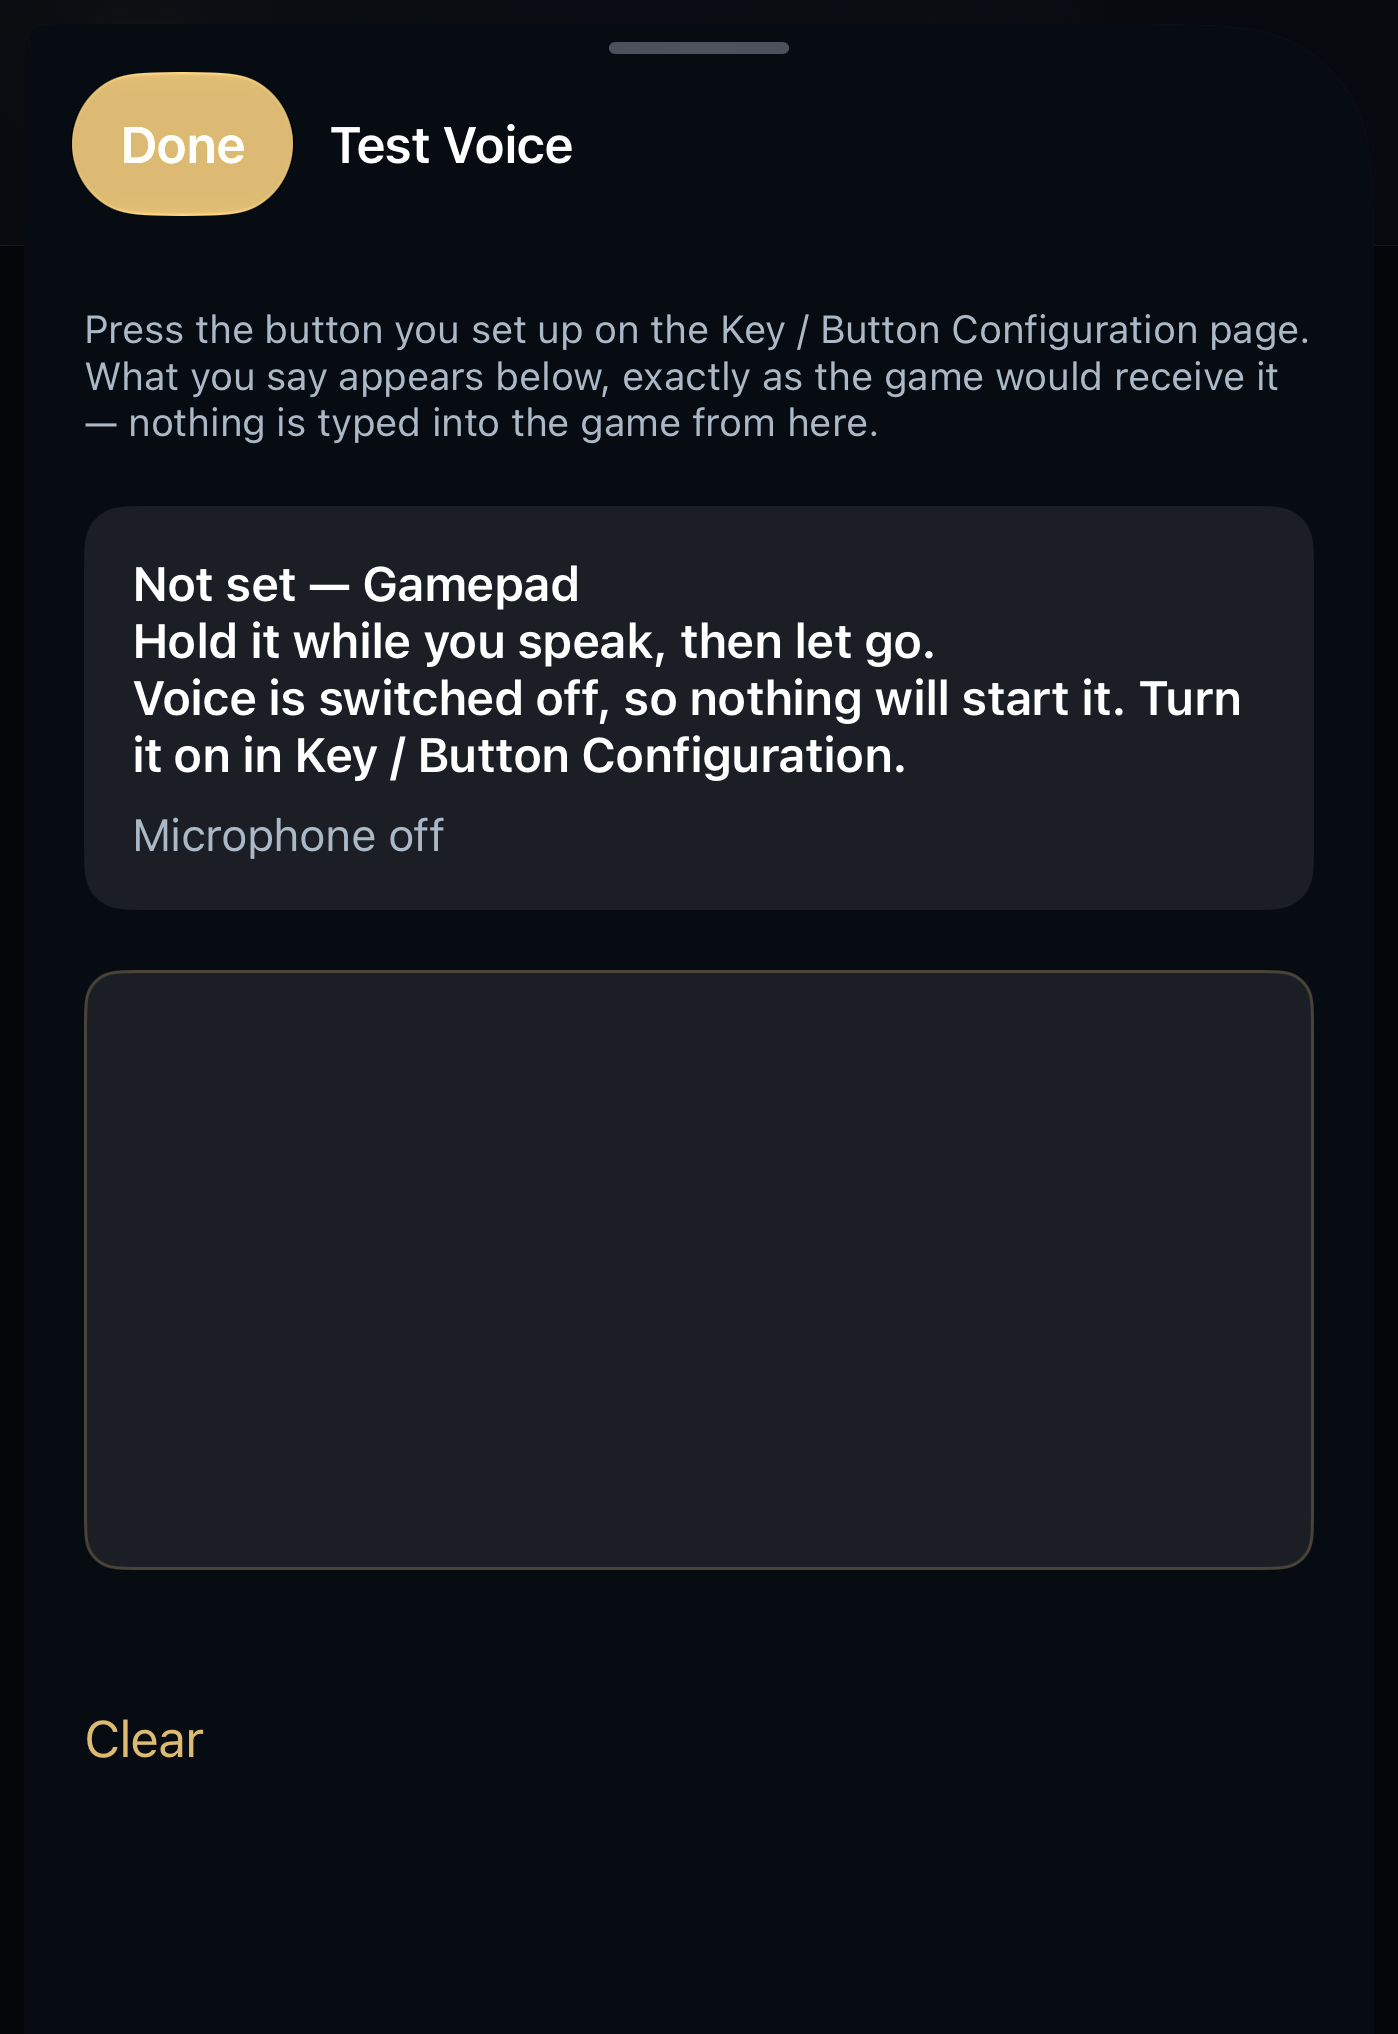 Done
Test Voice
Press the button you set up on the Key / Button Configuration page.
What you say appears below, exactly as the game would receive it
— nothing is typed into the game from here.
Not set — Gamepad
Hold it while you speak, then let go.
Voice is switched off, so nothing will start it. Turn
it on in Key / Button Configuration.
Microphone off
Clear